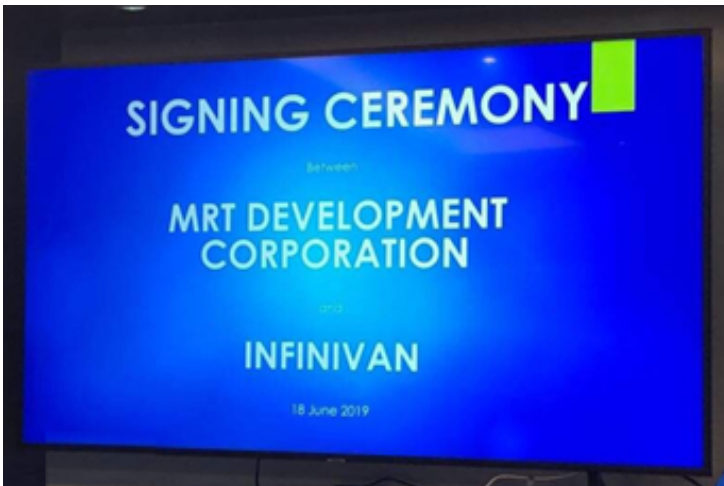 SIGNING CEREMONY
Between
MRT DEVELOPMENT
CORPORATION
and
INFINIVAN
18 June 2019